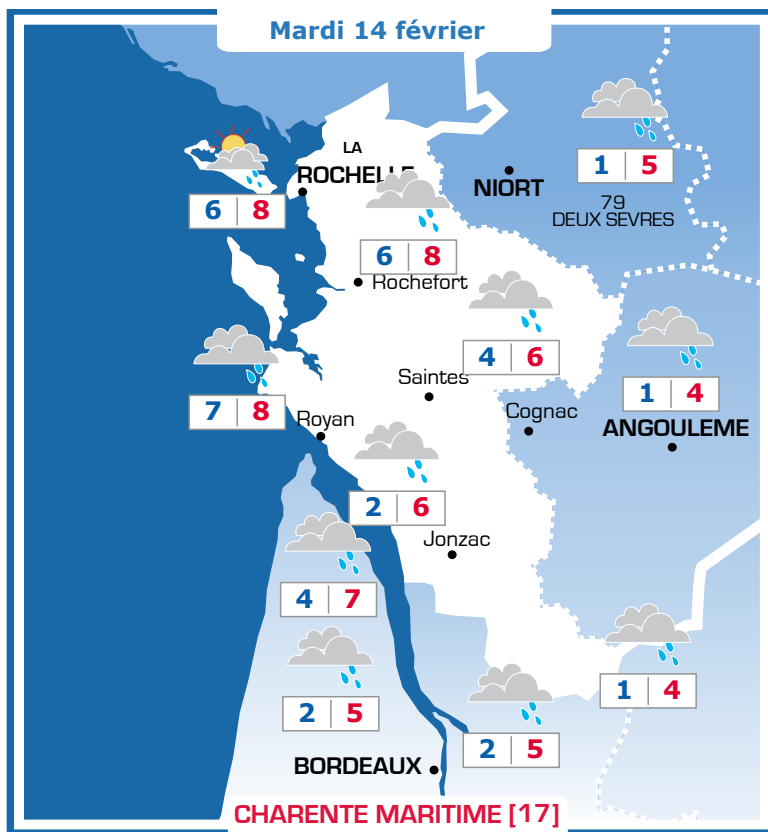 Mardi 14 février
1 5
LA
ROCHELLE
NIORT
6 8
79
DEUX SEVRES
6 8
Rochefort
4 6
Saintes
1 4
7 8
Royan
Cognac
ANGOULEME
2 6
Jonzac
4 7
1 4
2 5
2 5
BORDEAUX
CHARENTE MARITIME [17]